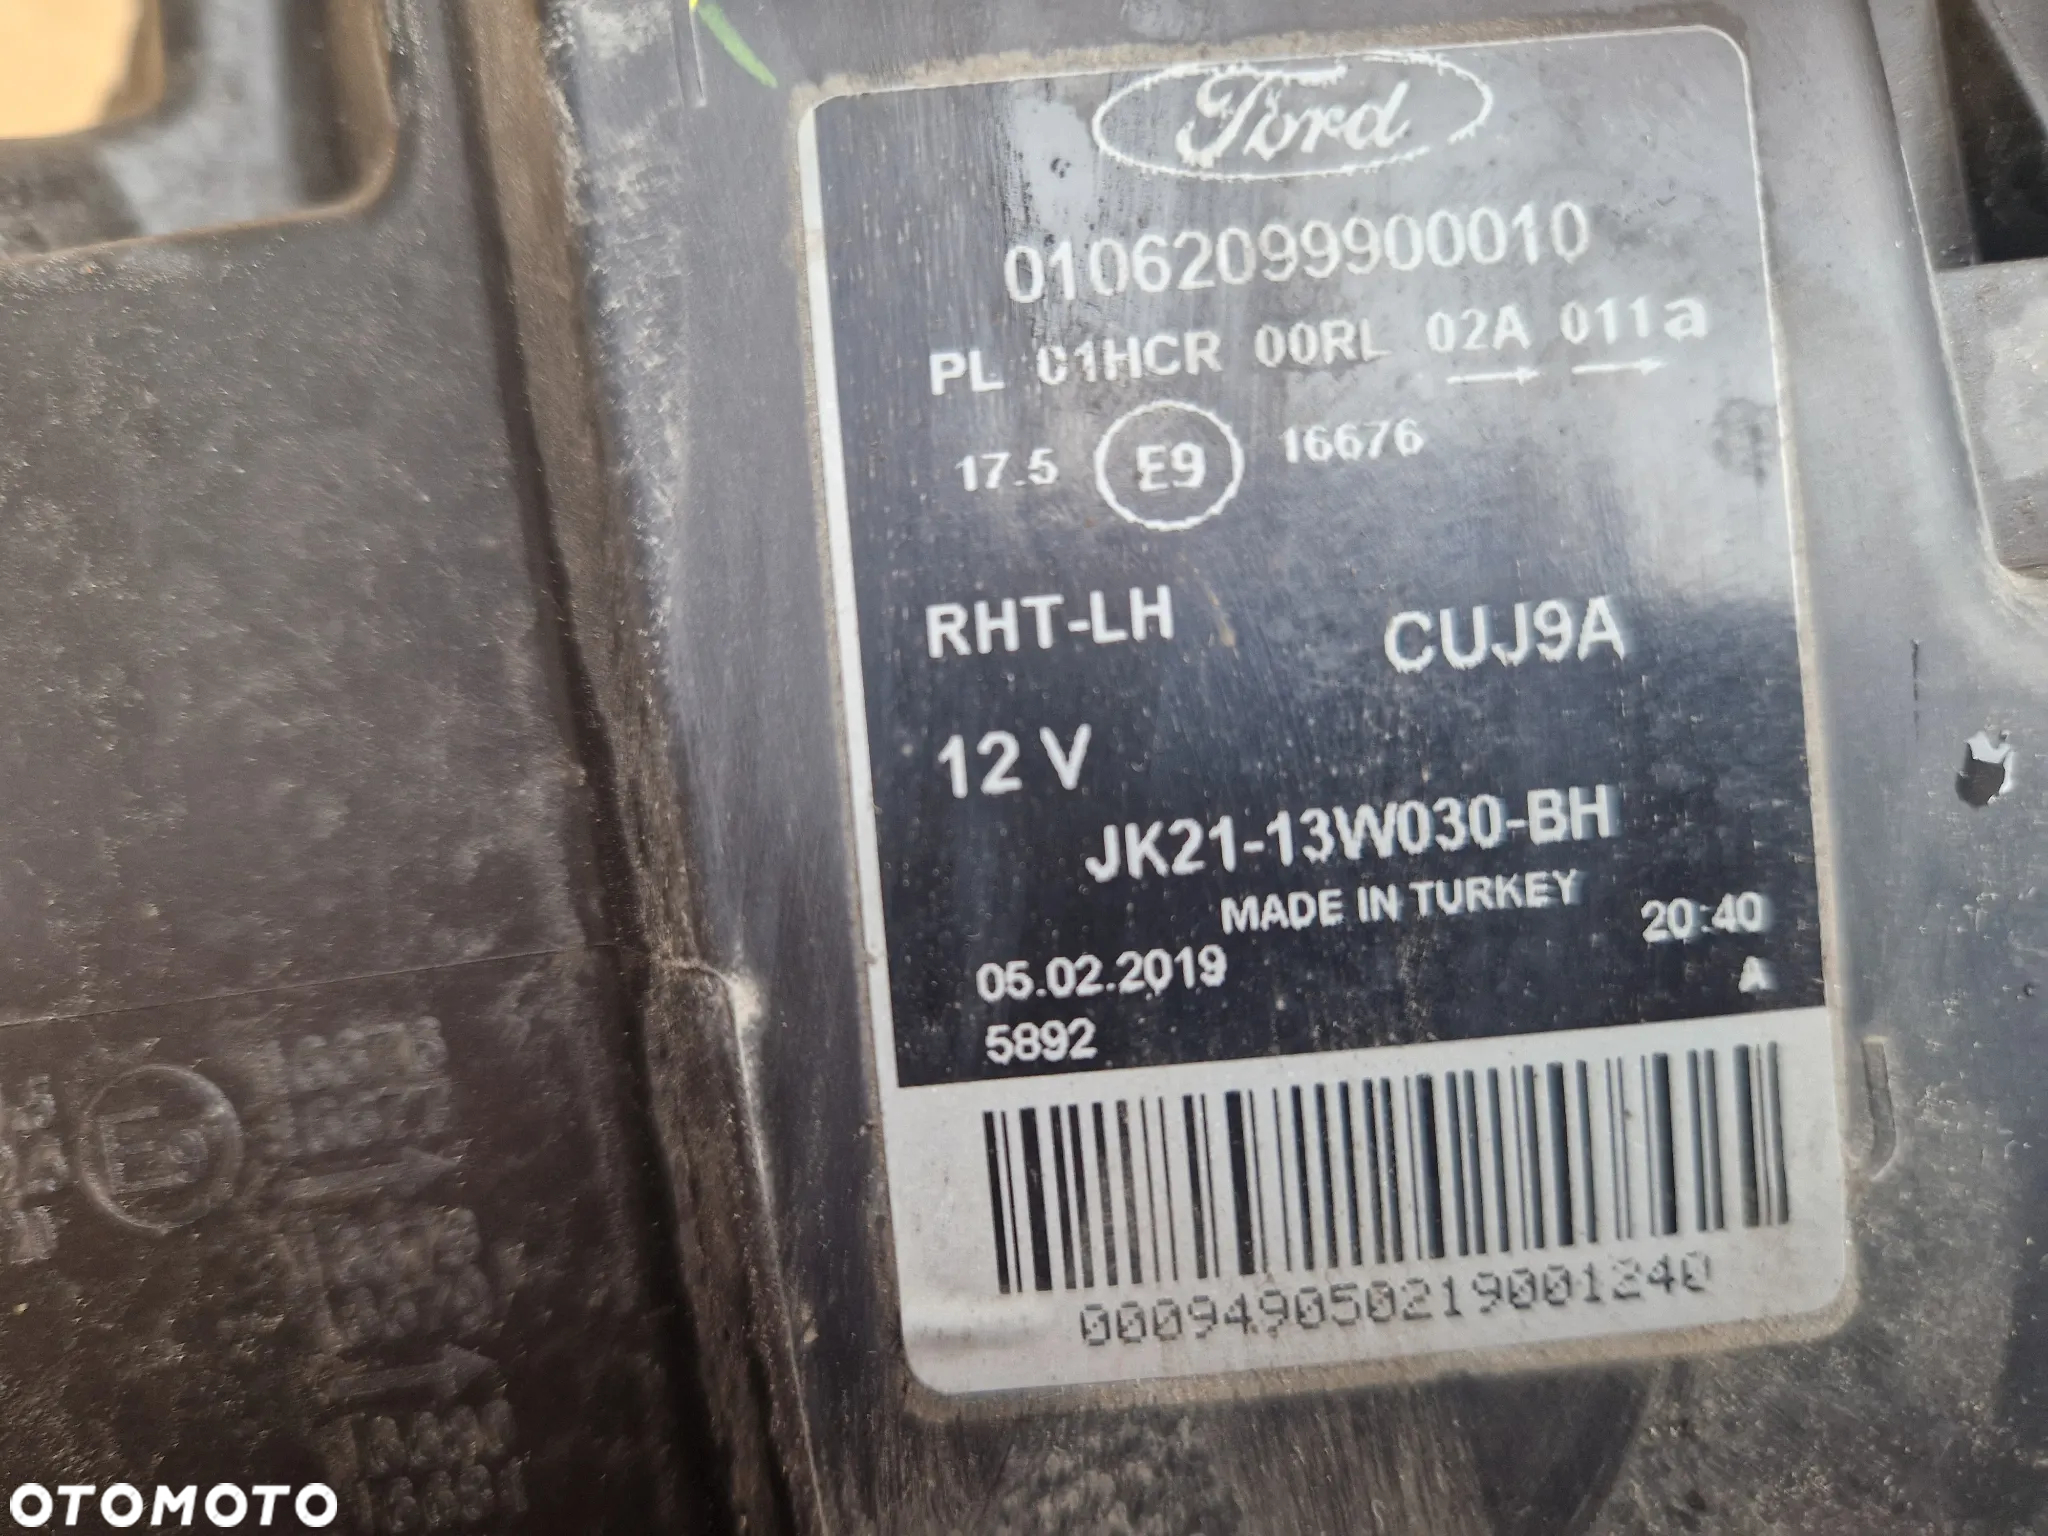 Ford
01062099900010
PL 01HCR 00RL 02A 011a
17.5 E9 16676
RHT-LH CUJ9A
12 V
JK21-13W030-BH
MADE IN TURKEY
05.02.2019 20:40
5892 A
000949050219001240
OTOMOTO